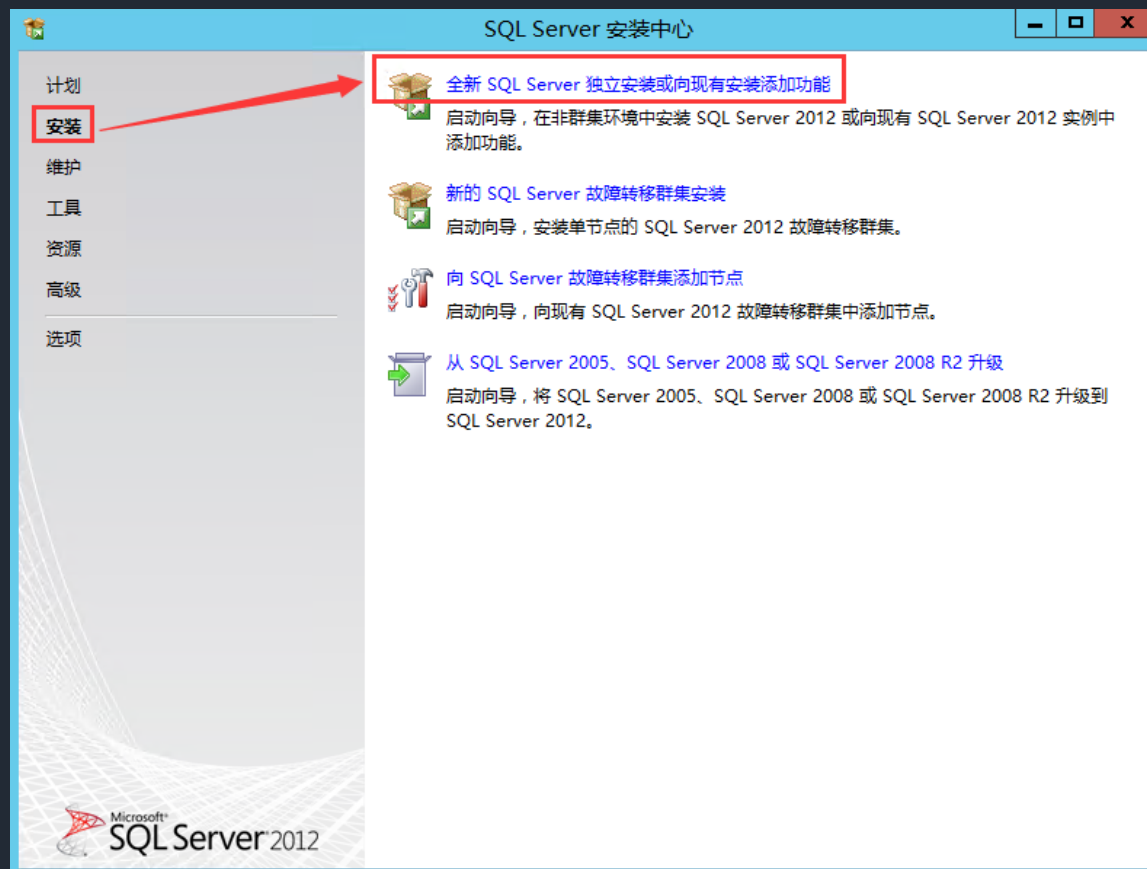 SQL Server 安装中心
计划
安装
维护
工具
资源
高级
选项
全新 SQL Server 独立安装或向现有安装添加功能
启动向导，在非群集环境中安装 SQL Server 2012 或向现有 SQL Server 2012 实例中
添加功能。
新的 SQL Server 故障转移群集安装
启动向导，安装单节点的 SQL Server 2012 故障转移群集。
向 SQL Server 故障转移群集添加节点
启动向导，向现有 SQL Server 2012 故障转移群集中添加节点。
从 SQL Server 2005、SQL Server 2008 或 SQL Server 2008 R2 升级
启动向导，将 SQL Server 2005、SQL Server 2008 或 SQL Server 2008 R2 升级到
SQL Server 2012。
Microsoft®
SQL Server 2012